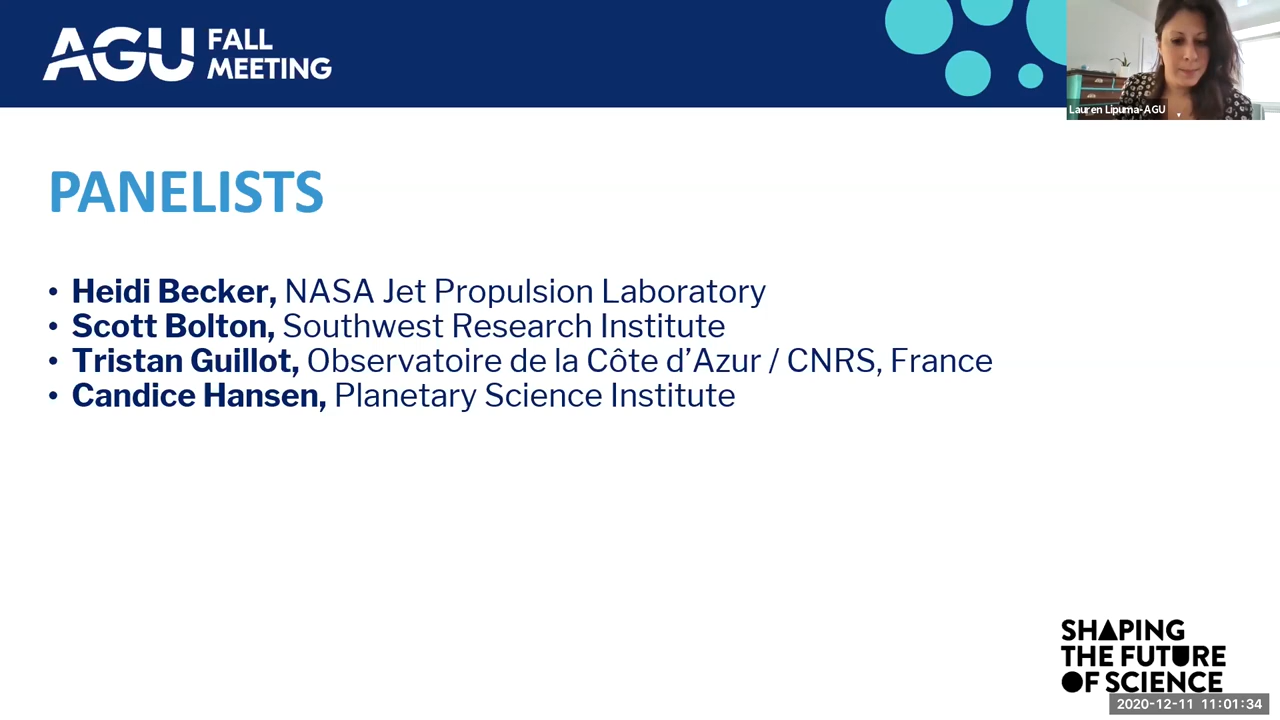 AGU FALL MEETING
Lauren Lipuma-AGU
PANELISTS
• Heidi Becker, NASA Jet Propulsion Laboratory
• Scott Bolton, Southwest Research Institute
• Tristan Guillot, Observatoire de la Côte d’Azur / CNRS, France
• Candice Hansen, Planetary Science Institute
SHAPING
THE FUTURE
OF SCIENCE
2020-12-11 11:01:34